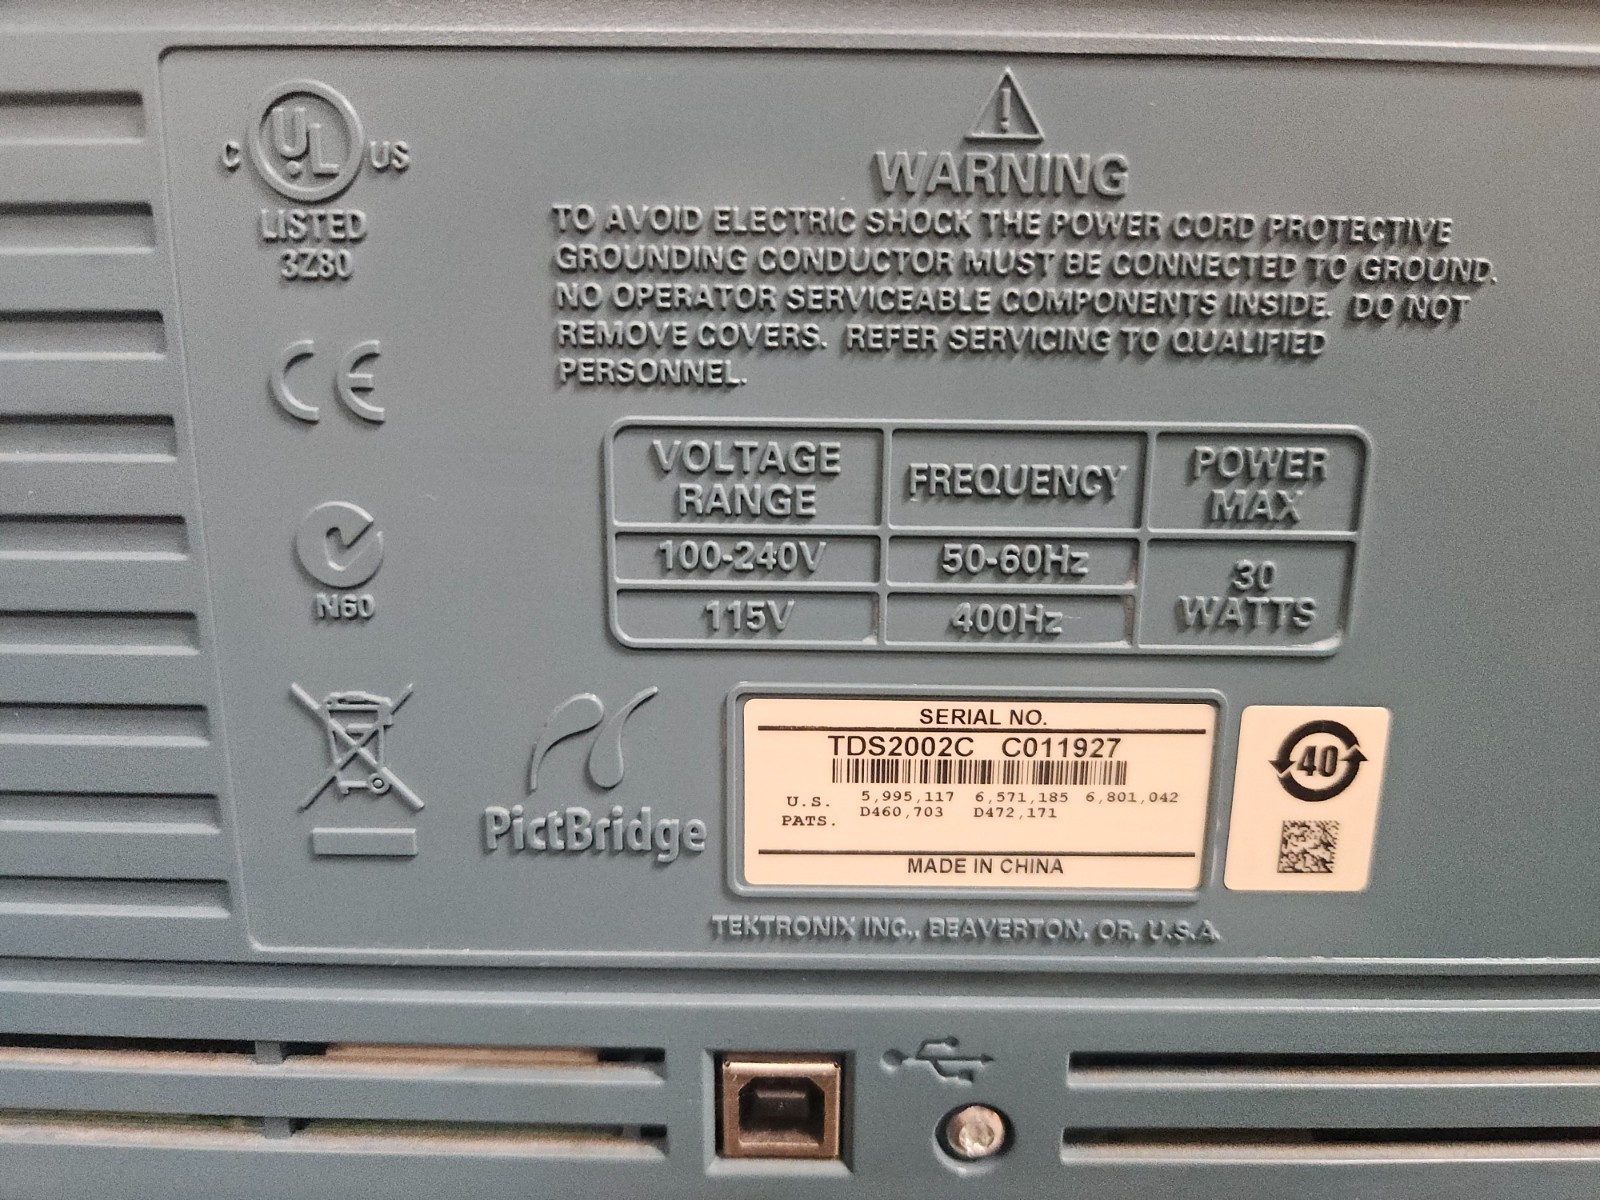 C UL US
LISTED
3Z80
CE
N60
WARNING
TO AVOID ELECTRIC SHOCK THE POWER CORD PROTECTIVE
GROUNDING CONDUCTOR MUST BE CONNECTED TO GROUND.
NO OPERATOR SERVICEABLE COMPONENTS INSIDE. DO NOT
REMOVE COVERS. REFER SERVICING TO QUALIFIED
PERSONNEL.
VOLTAGE RANGE FREQUENCY POWER MAX
100-240V 50-60Hz 30 WATTS
115V 400Hz
PictBridge
SERIAL NO.
TDS2002C C011927
U.S. 5,995,117 6,571,185 6,801,042
PATS. D460,703 D472,171
MADE IN CHINA
40
TEKTRONIX INC., BEAVERTON, OR, U.S.A.